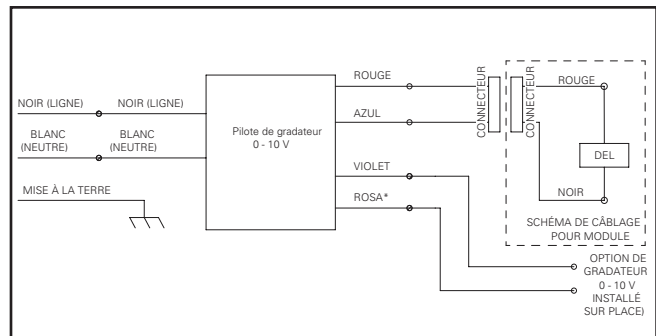 NOIR (LIGNE)
NOIR (LIGNE)
BLANC
(NEUTRE)
BLANC
(NEUTRE)
MISE À LA TERRE
Pilote de gradateur
0 - 10 V
ROUGE
AZUL
VIOLET
ROSA*
CONNECTEUR
CONNECTEUR
ROUGE
DEL
NOIR
SCHÉMA DE CÂBLAGE
POUR MODULE
OPTION DE
GRADATEUR
0 - 10 V
INSTALLÉ
SUR PLACE)